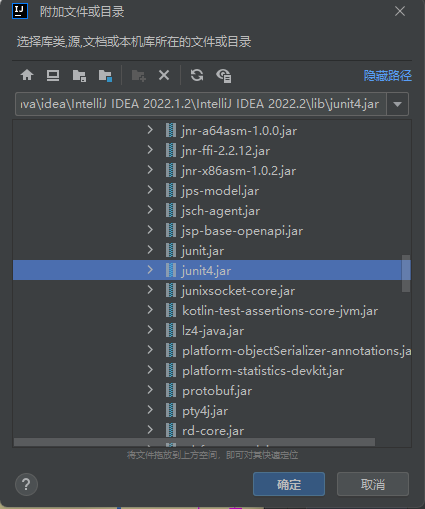 附加文件或目录
选择库类,源,文档或本机库所在的文件或目录
隐藏路径
ıva\idea\IntelliJ IDEA 2022.1.2\IntelliJ IDEA 2022.2\lib\junit4.jar
jnr-a64asm-1.0.0.jar
jnr-ffi-2.2.12.jar
jnr-x86asm-1.0.2.jar
jps-model.jar
jsch-agent.jar
jsp-base-openapi.jar
junit.jar
junit4.jar
junixsocket-core.jar
kotlin-test-assertions-core-jvm.jar
lz4-java.jar
platform-objectSerializer-annotations.ja
platform-statistics-devkit.jar
protobuf.jar
pty4j.jar
rd-core.jar
将文件拖放到上方空间，即可对其快速定位
? 确定 取消